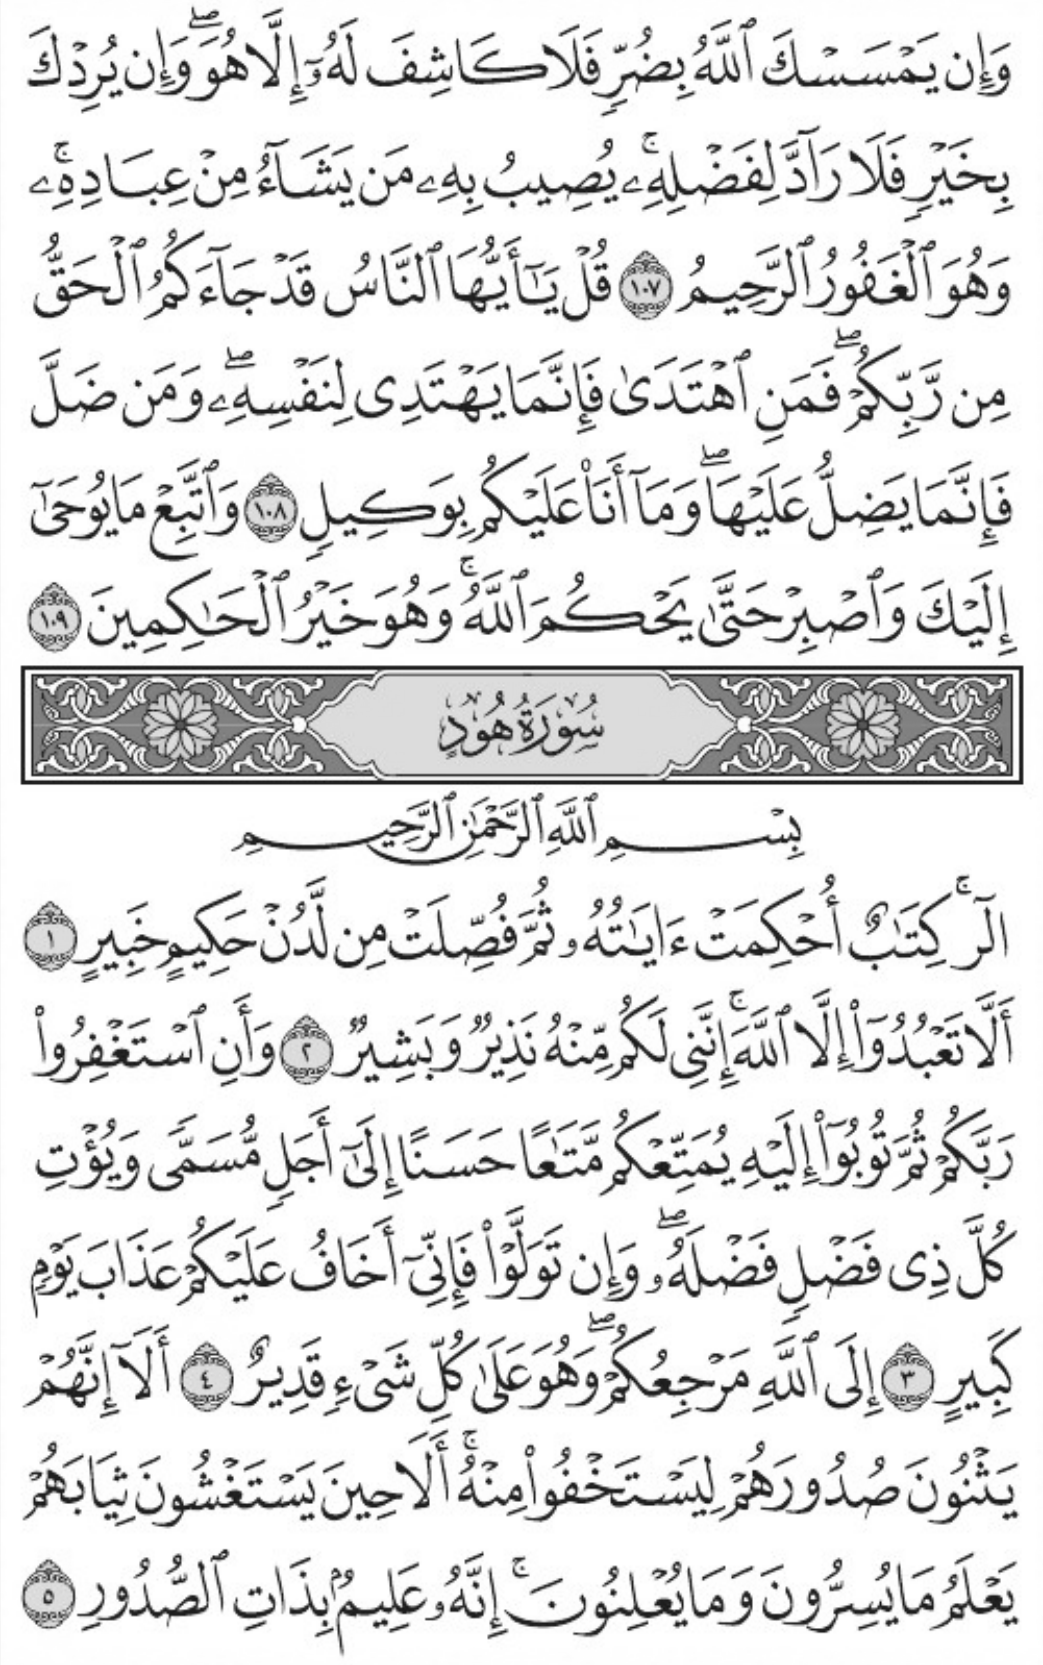 وَإِن يَمْسَسْكَ ٱللَّهُ بِضُرٍّ فَلَا كَاشِفَ لَهُۥٓ إِلَّا هُوَۖ وَإِن يُرِدْكَ
بِخَيْرٍ فَلَا رَآدَّ لِفَضْلِهِۦۚ يُصِيبُ بِهِۦ مَن يَشَآءُ مِنْ عِبَادِهِۦۚ
وَهُوَ ٱلْغَفُورُ ٱلرَّحِيمُ ١٠٧ قُلْ يَـٰٓأَيُّهَا ٱلنَّاسُ قَدْ جَآءَكُمُ ٱلْحَقُّ
مِن رَّبِّكُمْۖ فَمَنِ ٱهْتَدَىٰ فَإِنَّمَا يَهْتَدِى لِنَفْسِهِۦۖ وَمَن ضَلَّ
فَإِنَّمَا يَضِلُّ عَلَيْهَاۖ وَمَآ أَنَا۠ عَلَيْكُم بِوَكِيلٍ ١٠٨ وَٱتَّبِعْ مَا يُوحَىٰٓ
إِلَيْكَ وَٱصْبِرْ حَتَّىٰ يَحْكُمَ ٱللَّهُۚ وَهُوَ خَيْرُ ٱلْحَـٰكِمِينَ ١٠٩
سُورَةُ هُودٍ
بِسْمِ ٱللَّهِ ٱلرَّحْمَـٰنِ ٱلرَّحِيمِ
الٓرۚ كِتَـٰبٌ أُحْكِمَتْ ءَايَـٰتُهُۥ ثُمَّ فُصِّلَتْ مِن لَّدُنْ حَكِيمٍ خَبِيرٍ ١
أَلَّا تَعْبُدُوٓا۟ إِلَّا ٱللَّهَۚ إِنَّنِى لَكُم مِّنْهُ نَذِيرٌ وَبَشِيرٌ ٢ وَأَنِ ٱسْتَغْفِرُوا۟
رَبَّكُمْ ثُمَّ تُوبُوٓا۟ إِلَيْهِ يُمَتِّعْكُم مَّتَـٰعًا حَسَنًا إِلَىٰٓ أَجَلٍ مُّسَمًّى وَيُؤْتِ
كُلَّ ذِى فَضْلٍ فَضْلَهُۥۖ وَإِن تَوَلَّوْا۟ فَإِنِّىٓ أَخَافُ عَلَيْكُمْ عَذَابَ يَوْمٍ
كَبِيرٍ ٣ إِلَى ٱللَّهِ مَرْجِعُكُمْۖ وَهُوَ عَلَىٰ كُلِّ شَىْءٍ قَدِيرٌ ٤ أَلَآ إِنَّهُمْ
يَثْنُونَ صُدُورَهُمْ لِيَسْتَخْفُوا۟ مِنْهُۚ أَلَا حِينَ يَسْتَغْشُونَ ثِيَابَهُمْ
يَعْلَمُ مَا يُسِرُّونَ وَمَا يُعْلِنُونَۚ إِنَّهُۥ عَلِيمٌۢ بِذَاتِ ٱلصُّدُورِ ٥